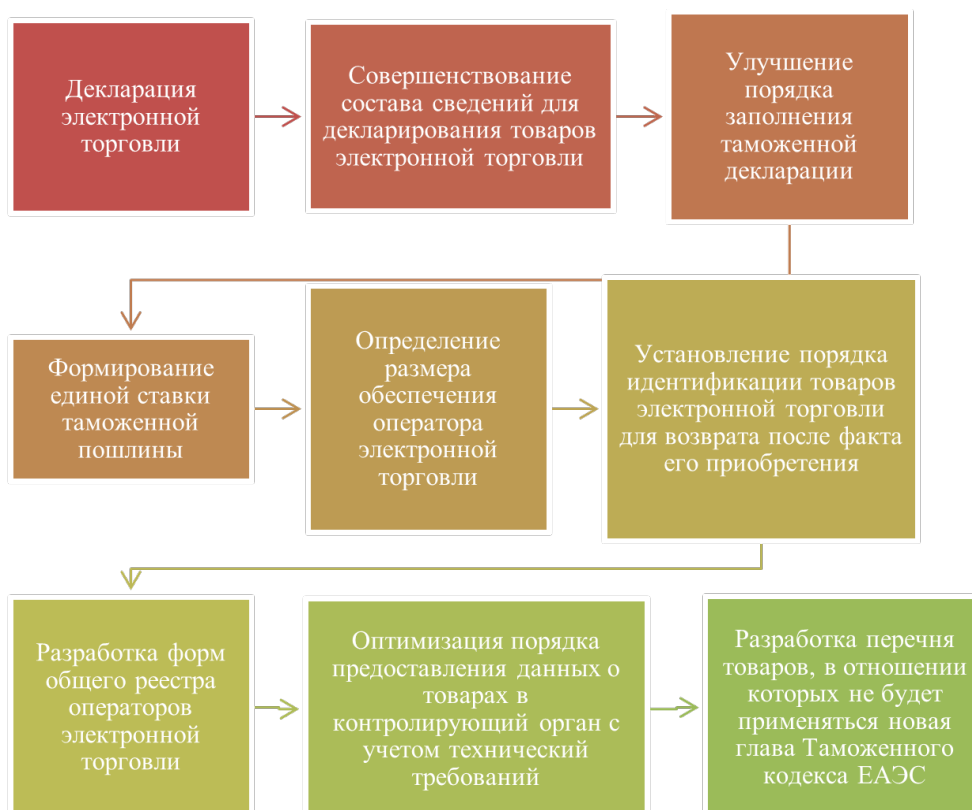 Декларация
электронной
торговли
Совершенствование
состава сведений для
декларирования товаров
электронной торговли
Улучшение
порядка
заполнения
таможенной
декларации
Формирование
единой ставки
таможенной
пошлины
Определение
размера
обеспечения
оператора
электронной
торговли
Установление порядка
идентификации товаров
электронной торговли
для возврата после факта
его приобретения
Разработка форм
общего реестра
операторов
электронной
торговли
Оптимизация порядка
предоставления данных о
товарах в
контролирующий орган с
учетом технический
требований
Разработка перечня
товаров, в отношении
которых не будет
применяться новая
глава Таможенного
кодекса ЕАЭС